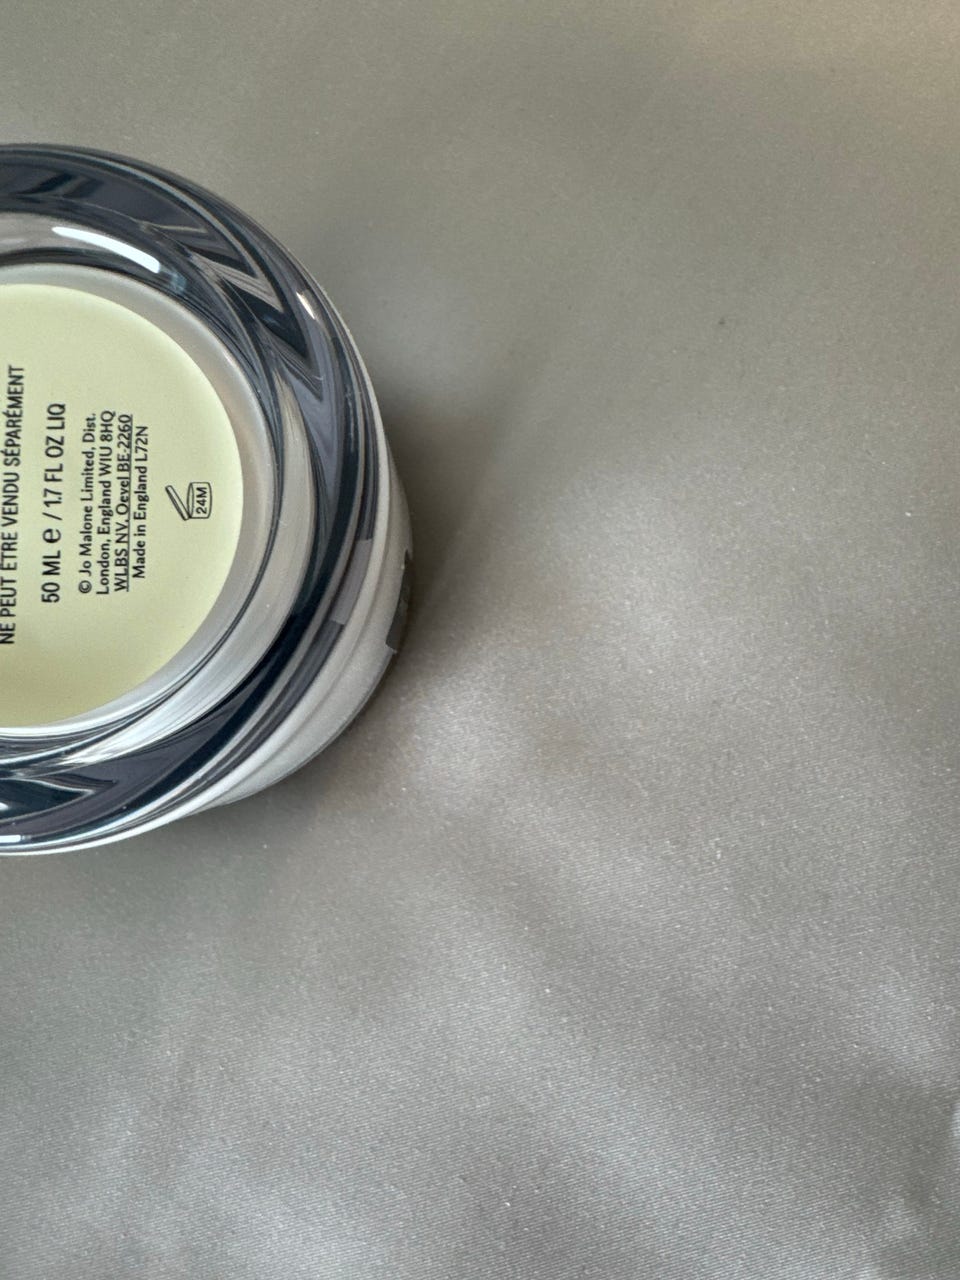 NE PEUT ÊTRE VENDU SÉPARÉMENT
50 ML e / 1.7 FL OZ LIQ
© Jo Malone Limited, Dist.
London, England W1U 8HQ
WLBS NV, Oevel BE-2260
Made in England L72N
24M